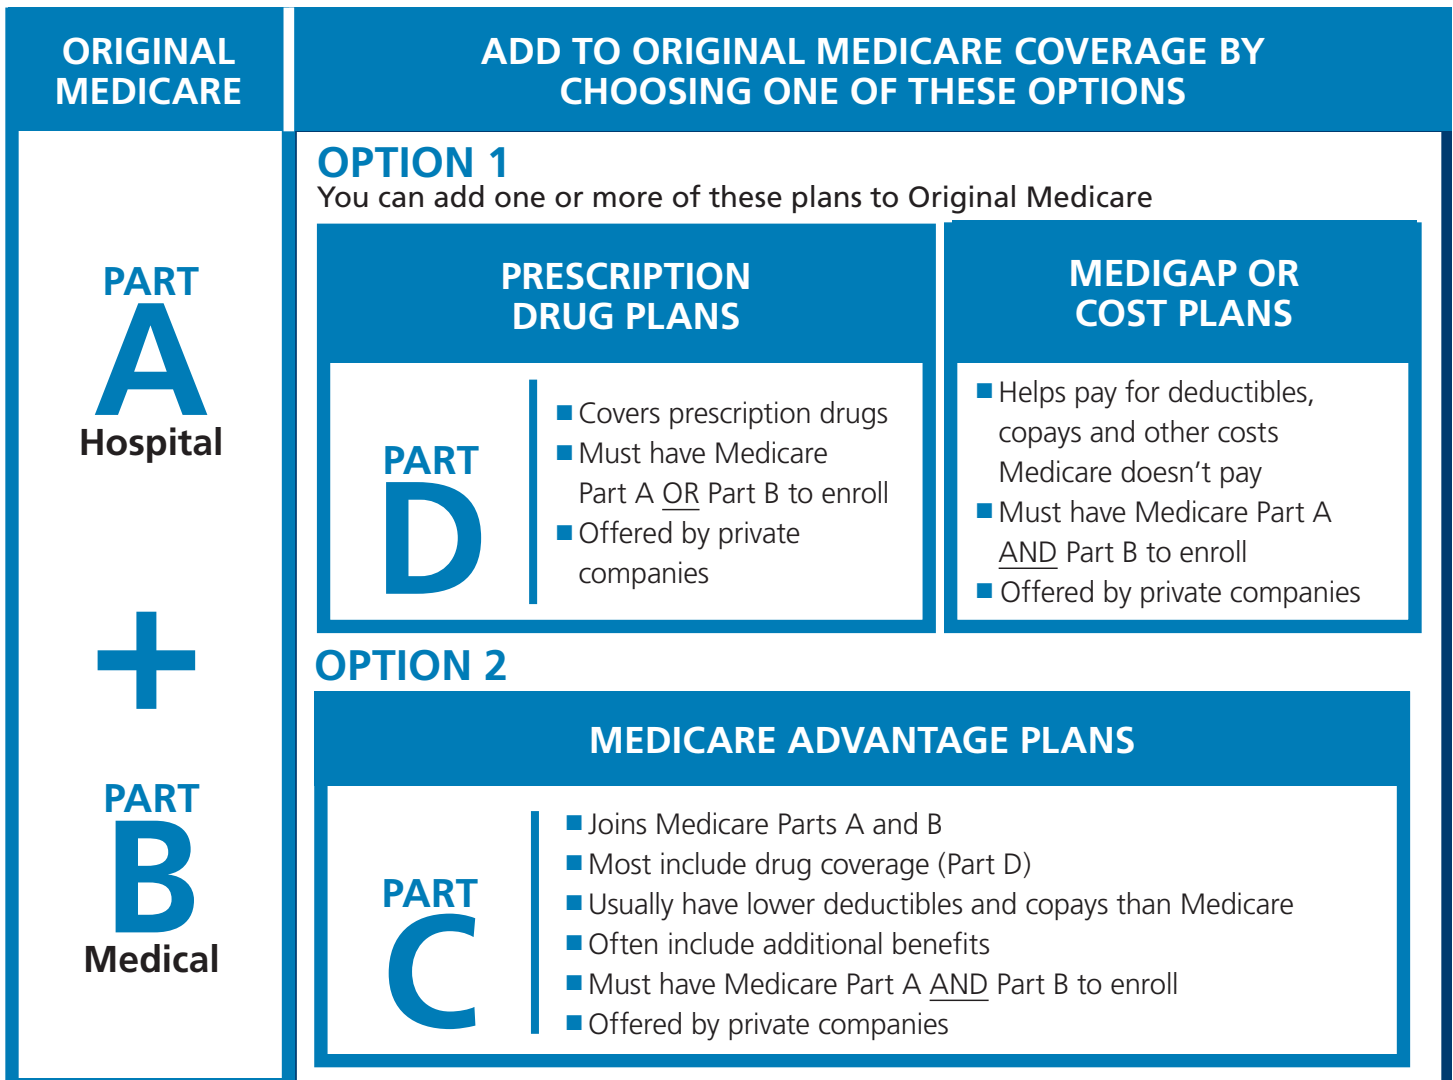 ORIGINAL
MEDICARE
ADD TO ORIGINAL MEDICARE COVERAGE BY
CHOOSING ONE OF THESE OPTIONS
PART
A
Hospital
+
PART
B
Medical
OPTION 1
You can add one or more of these plans to Original Medicare
PRESCRIPTION
DRUG PLANS
PART
D
■ Covers prescription drugs
■ Must have Medicare
Part A OR Part B to enroll
■ Offered by private
companies
MEDIGAP OR
COST PLANS
■ Helps pay for deductibles,
copays and other costs
Medicare doesn't pay
■ Must have Medicare Part A
AND Part B to enroll
■ Offered by private companies
OPTION 2
MEDICARE ADVANTAGE PLANS
PART
C
■ Joins Medicare Parts A and B
■ Most include drug coverage (Part D)
■ Usually have lower deductibles and copays than Medicare
■ Often include additional benefits
■ Must have Medicare Part A AND Part B to enroll
■ Offered by private companies